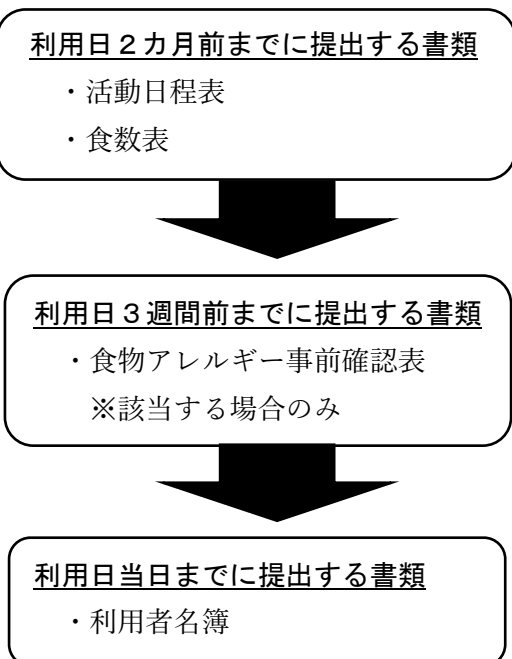 利用日２カ月前までに提出する書類
・活動日程表
・食数表
利用日３週間前までに提出する書類
・食物アレルギー事前確認表
※該当する場合のみ
利用日当日までに提出する書類
・利用者名簿